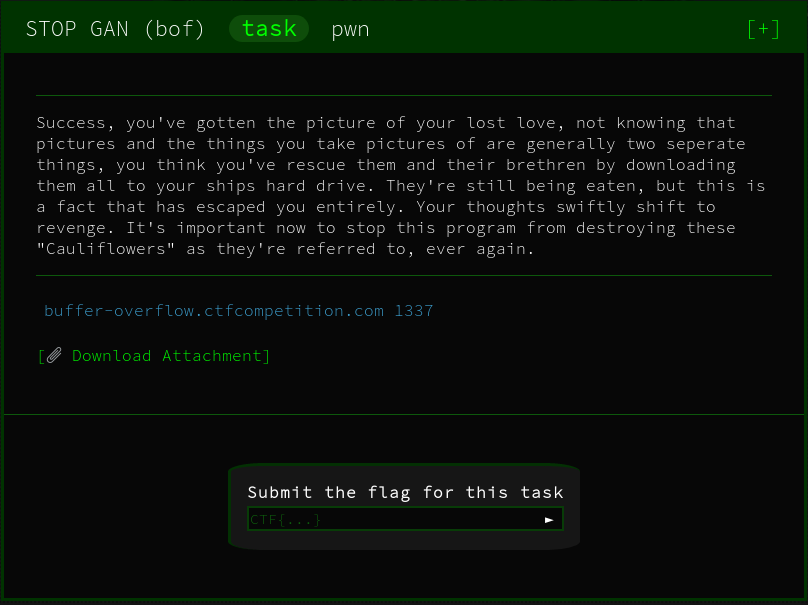 STOP GAN (bof) task pwn [+]
Success, you've gotten the picture of your lost love, not knowing that
pictures and the things you take pictures of are generally two seperate
things, you think you've rescue them and their brethren by downloading
them all to your ships hard drive. They're still being eaten, but this is
a fact that has escaped you entirely. Your thoughts swiftly shift to
revenge. It's important now to stop this program from destroying these
"Cauliflowers" as they're referred to, ever again.
buffer-overflow.ctfcompetition.com 1337
[📎 Download Attachment]
Submit the flag for this task
CTF{...} ►